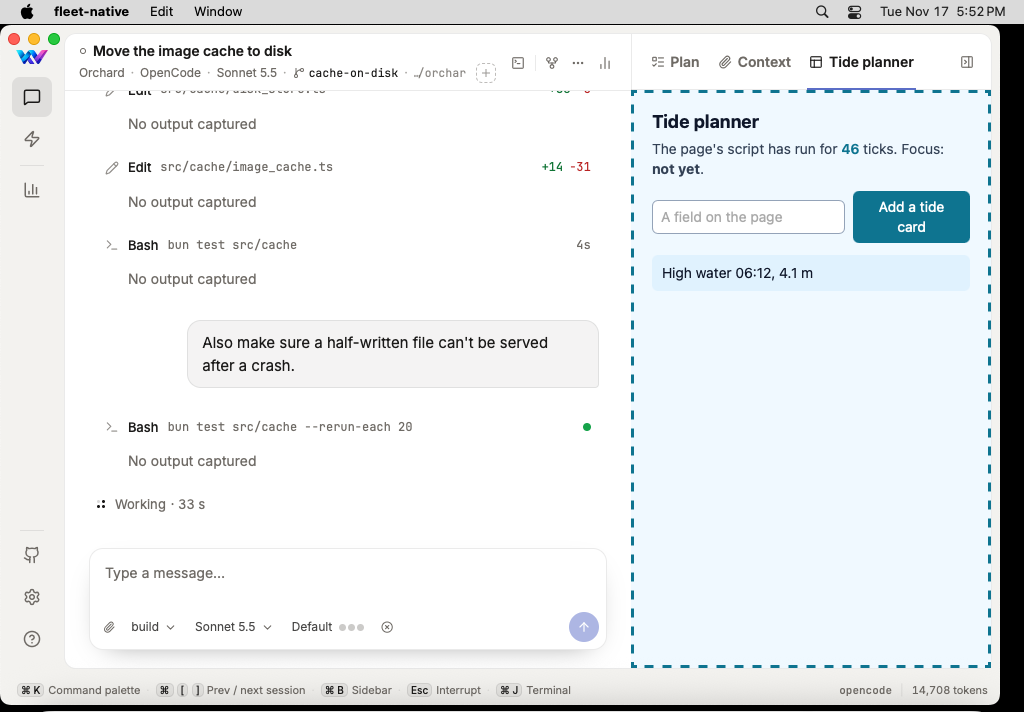 fleet-native Edit Window Tue Nov 17 5:52 PM
Move the image cache to disk
Orchard · OpenCode · Sonnet 5.5 · cache-on-disk · ../orchar
Plan Context Tide planner
Edit src/cache/disk_store.ts
No output captured
Edit src/cache/image_cache.ts +14 -31
No output captured
Bash bun test src/cache 4s
No output captured
Also make sure a half-written file can't be served
after a crash.
Bash bun test src/cache --rerun-each 20
No output captured
Working · 33 s
Type a message...
build Sonnet 5.5 Default
Tide planner
The page's script has run for 46 ticks. Focus:
not yet.
A field on the page
Add a tide
card
High water 06:12, 4.1 m
⌘ K Command palette · ⌘ [ ] Prev / next session · ⌘ B Sidebar · Esc Interrupt · ⌘ J Terminal
opencode 14,708 tokens